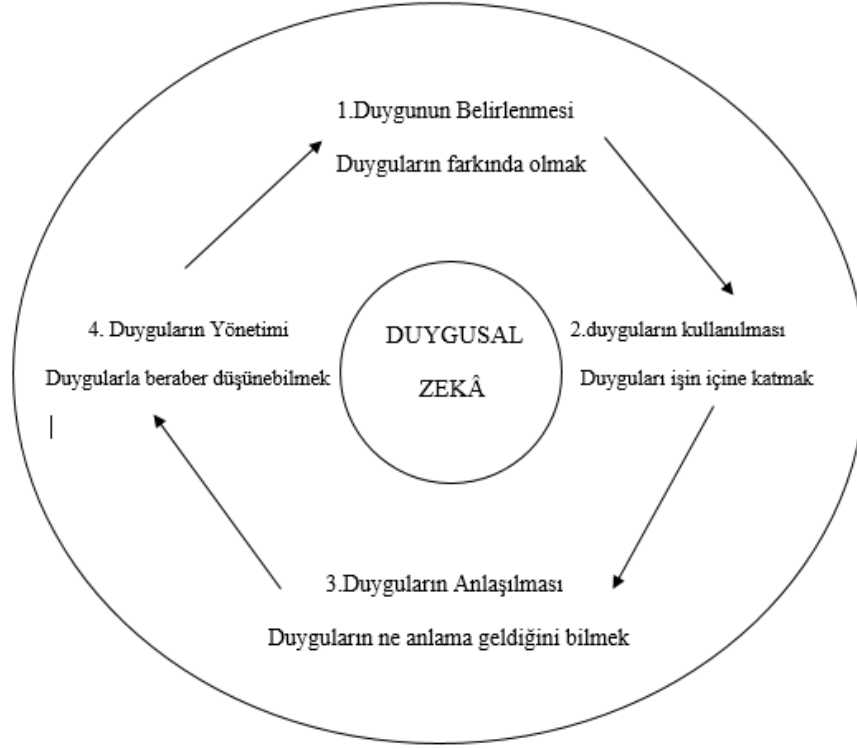 1.Duygunun Belirlenmesi
Duyguların farkında olmak
DUYGUSAL
ZEKÂ
2.duyguların kullanılması
Duyguları işin içine katmak
3.Duyguların Anlaşılması
Duyguların ne anlama geldiğini bilmek
4. Duyguların Yönetimi
Duygularla beraber düşünebilmek